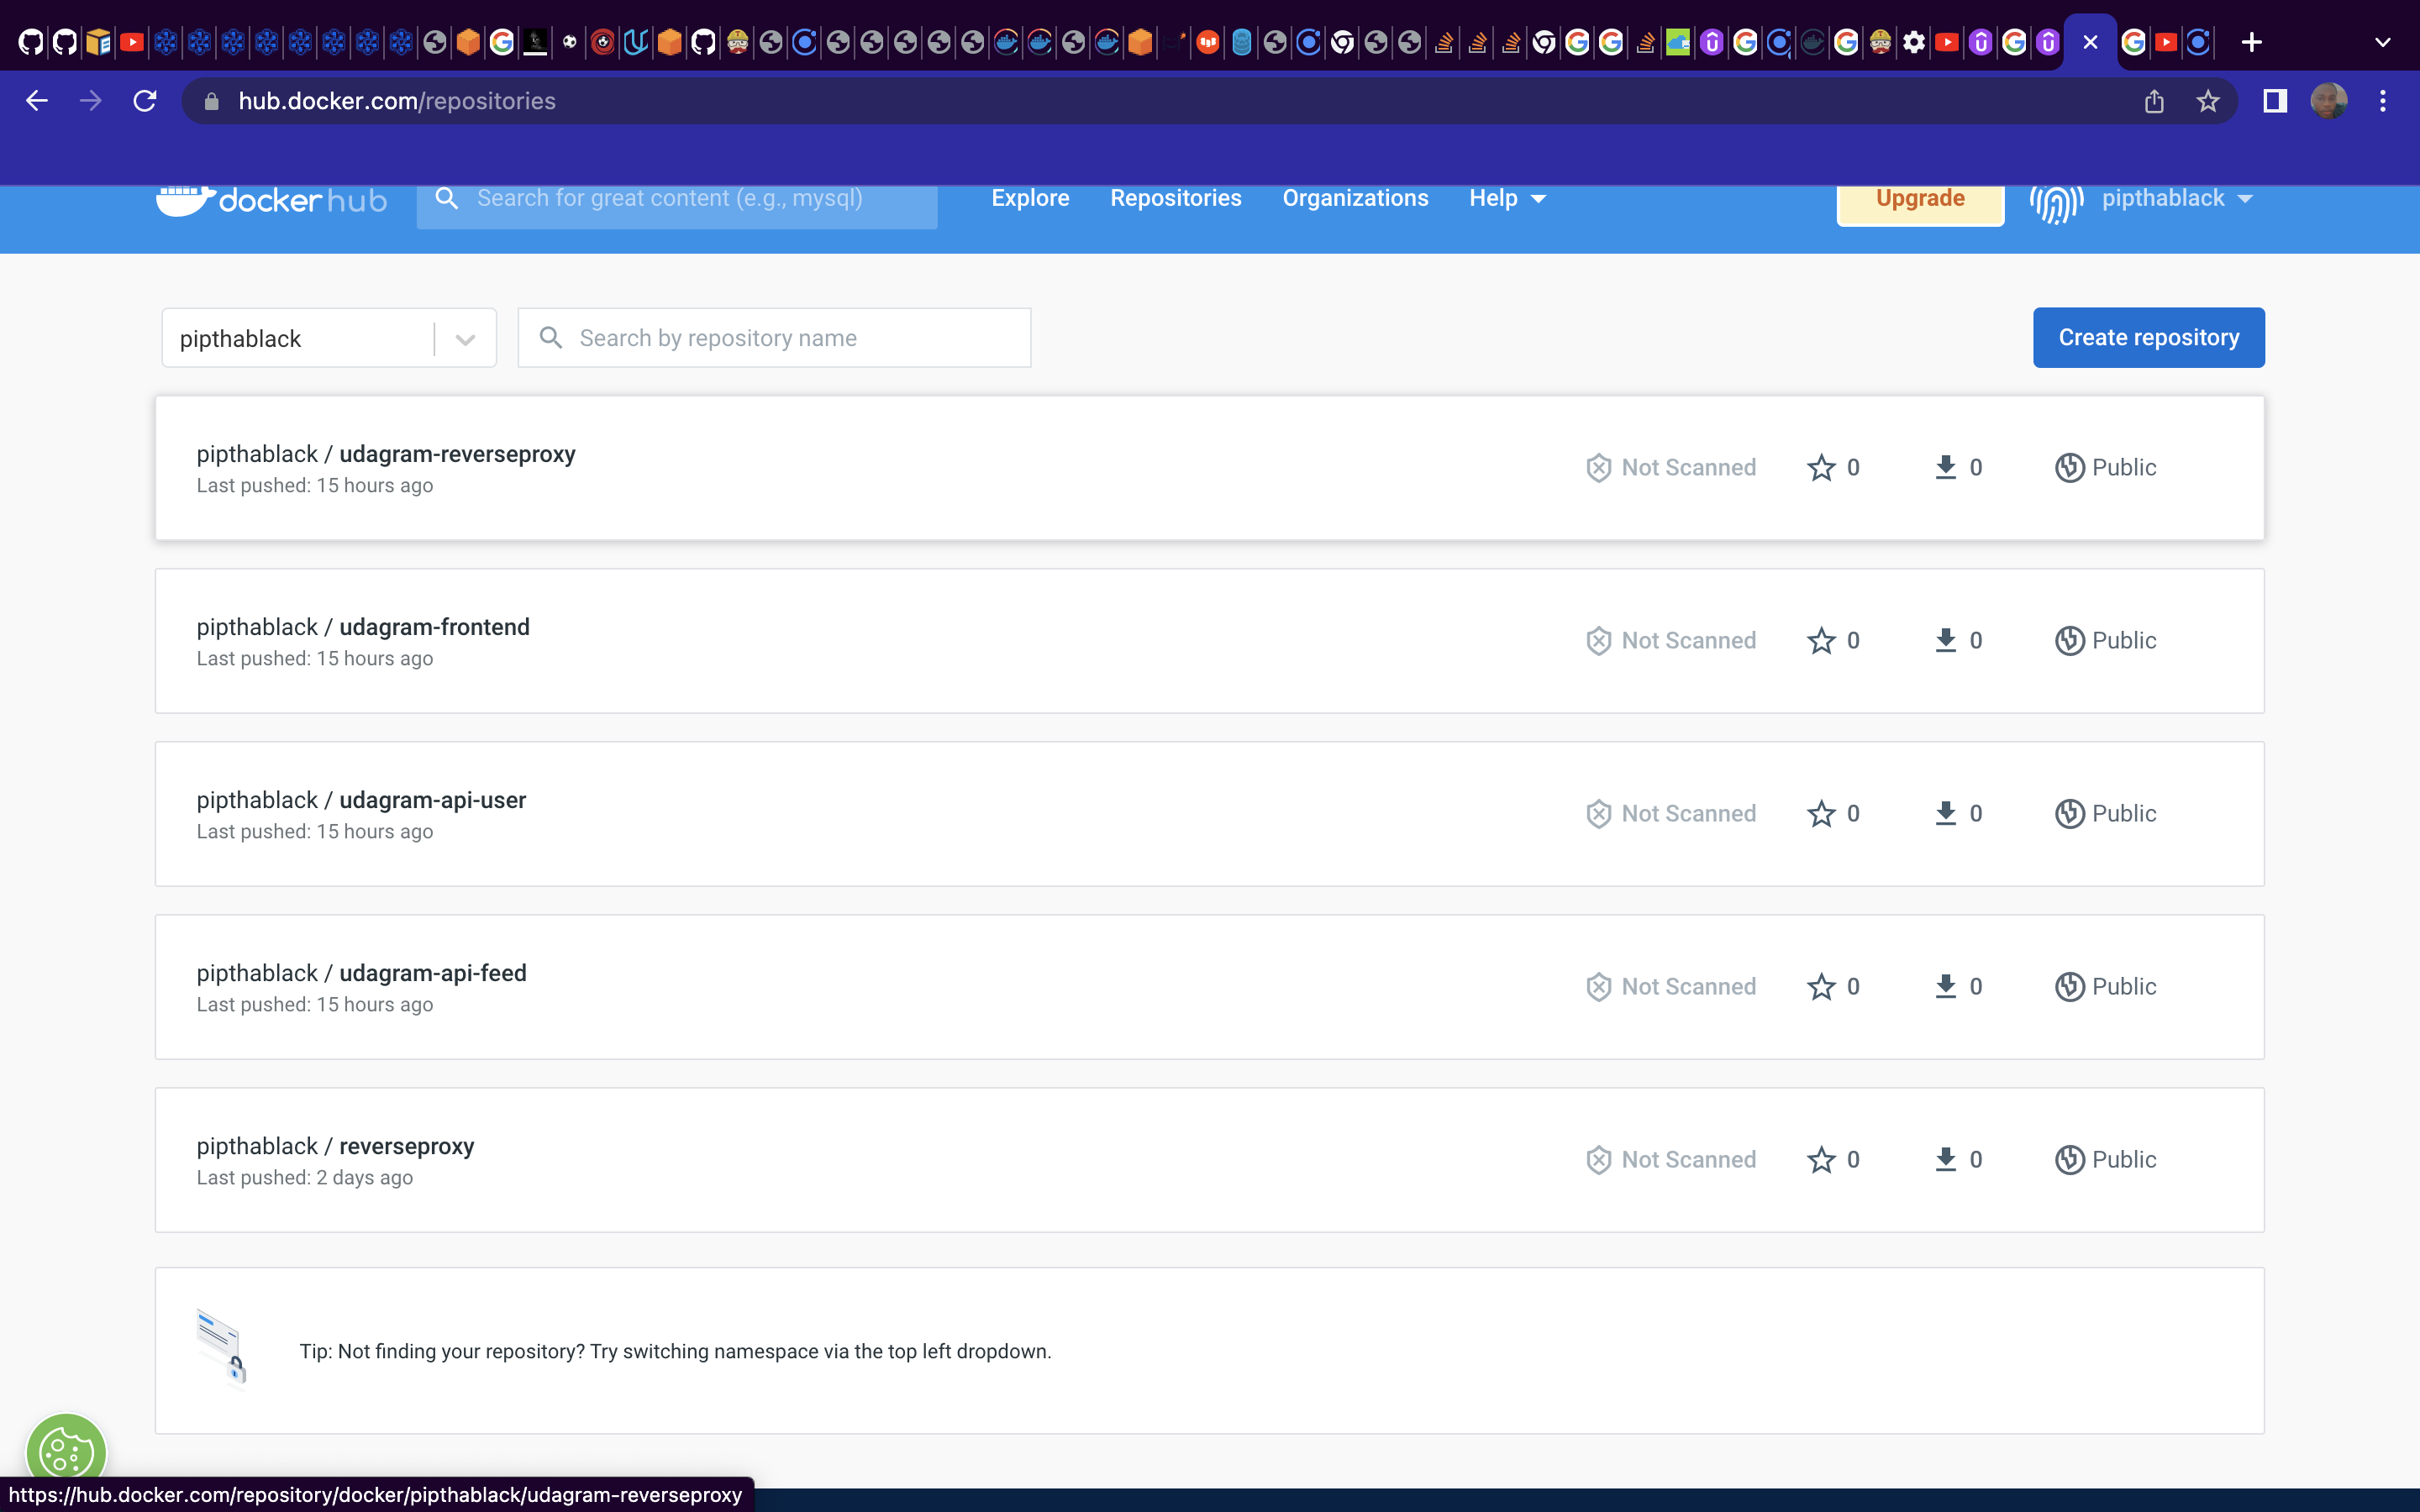 hub.docker.com/repositories
docker hub
Search for great content (e.g., mysql)
Explore
Repositories
Organizations
Help
Upgrade
pipthablack
pipthablack
Search by repository name
Create repository
pipthablack / udagram-reverseproxy
Last pushed: 15 hours ago
Not Scanned
0
0
Public
pipthablack / udagram-frontend
Last pushed: 15 hours ago
Not Scanned
0
0
Public
pipthablack / udagram-api-user
Last pushed: 15 hours ago
Not Scanned
0
0
Public
pipthablack / udagram-api-feed
Last pushed: 15 hours ago
Not Scanned
0
0
Public
pipthablack / reverseproxy
Last pushed: 2 days ago
Not Scanned
0
0
Public
Tip: Not finding your repository? Try switching namespace via the top left dropdown.
https://hub.docker.com/repository/docker/pipthablack/udagram-reverseproxy